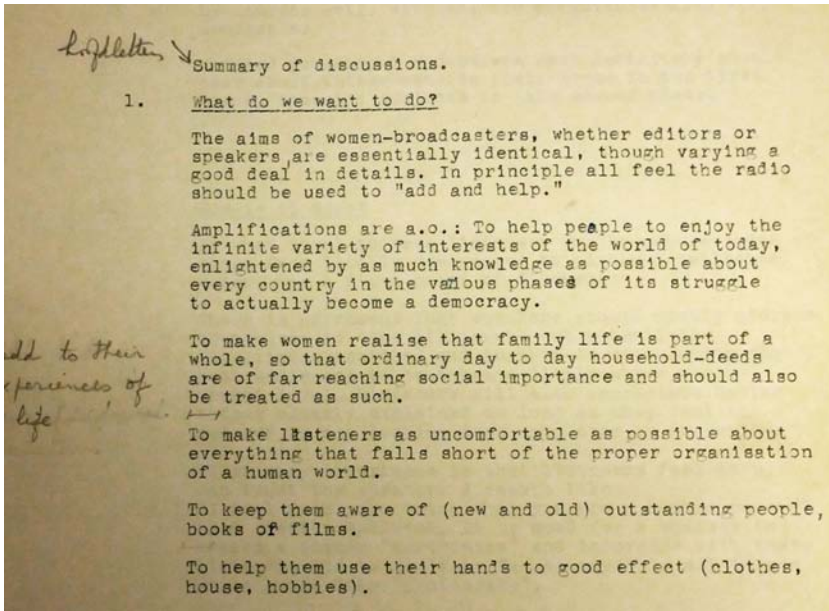 hoofdletters
Summary of discussions.
1. What do we want to do?
The aims of women-broadcasters, whether editors or
speakers, are essentially identical, though varying a
good deal in details. In principle all feel the radio
should be used to "add and help."
Amplifications are a.o.: To help people to enjoy the
infinite variety of interests of the world of today,
enlightened by as much knowledge as possible about
every country in the various phases of its struggle
to actually become a democracy.
To make women realise that family life is part of a
whole, so that ordinary day to day household-deeds
are of far reaching social importance and should also
be treated as such.
add to their
experiences of
life
To make listeners as uncomfortable as possible about
everything that falls short of the proper organisation
of a human world.
To keep them aware of (new and old) outstanding people,
books of films.
To help them use their hands to good effect (clothes,
house, hobbies).